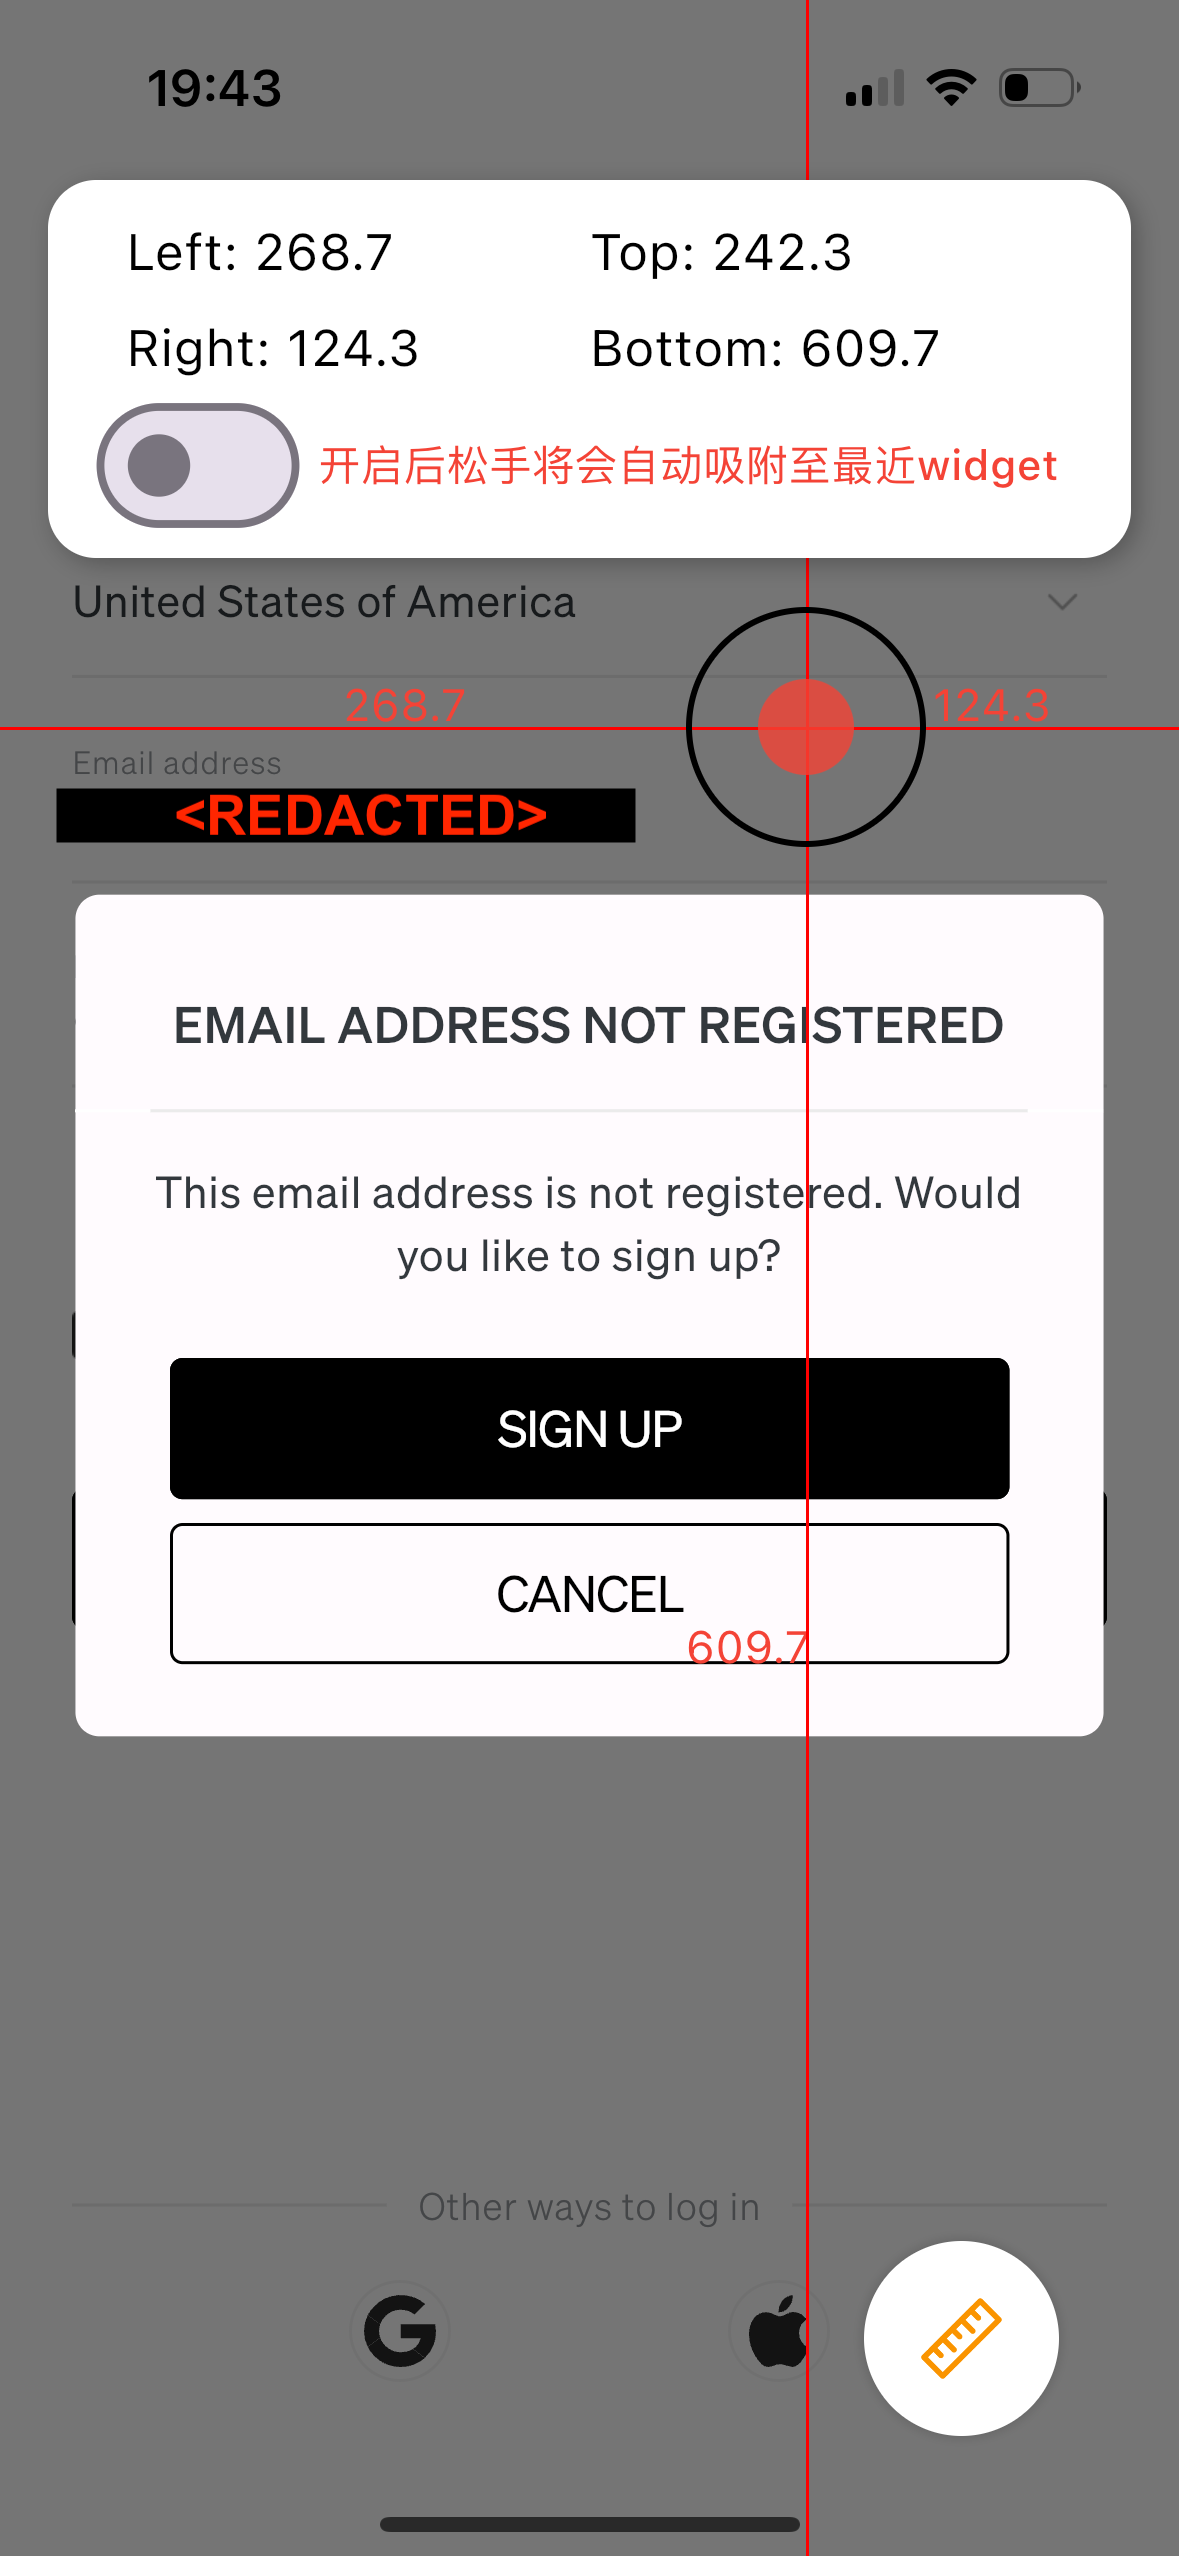 19:43
Left: 268.7
Top: 242.3
Right: 124.3
Bottom: 609.7
开启后松手将会自动吸附至最近widget
United States of America
268.7
124.3
Email address
<REDACTED>
EMAIL ADDRESS NOT REGISTERED
This email address is not registered. Would
you like to sign up?
SIGN UP
CANCEL
609.7
Other ways to log in